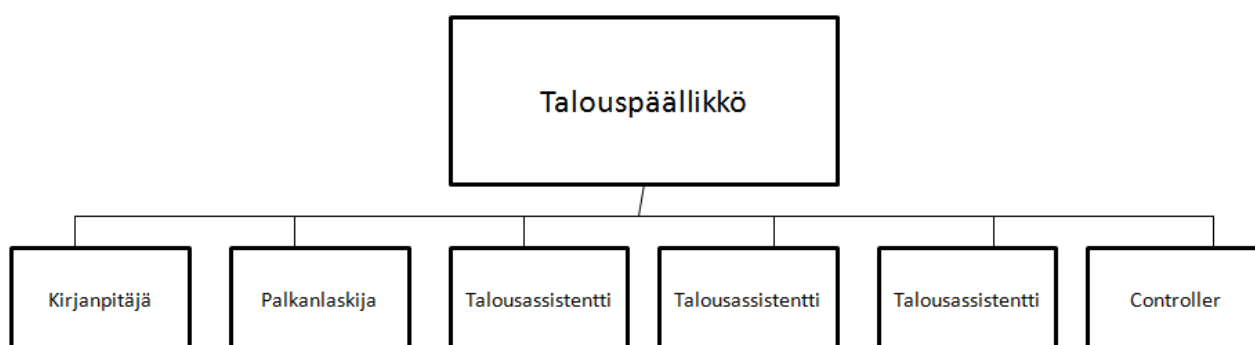 Talouspäällikkö
Kirjanpitäjä
Palkanlaskija
Talousassistentti
Talousassistentti
Talousassistentti
Controller